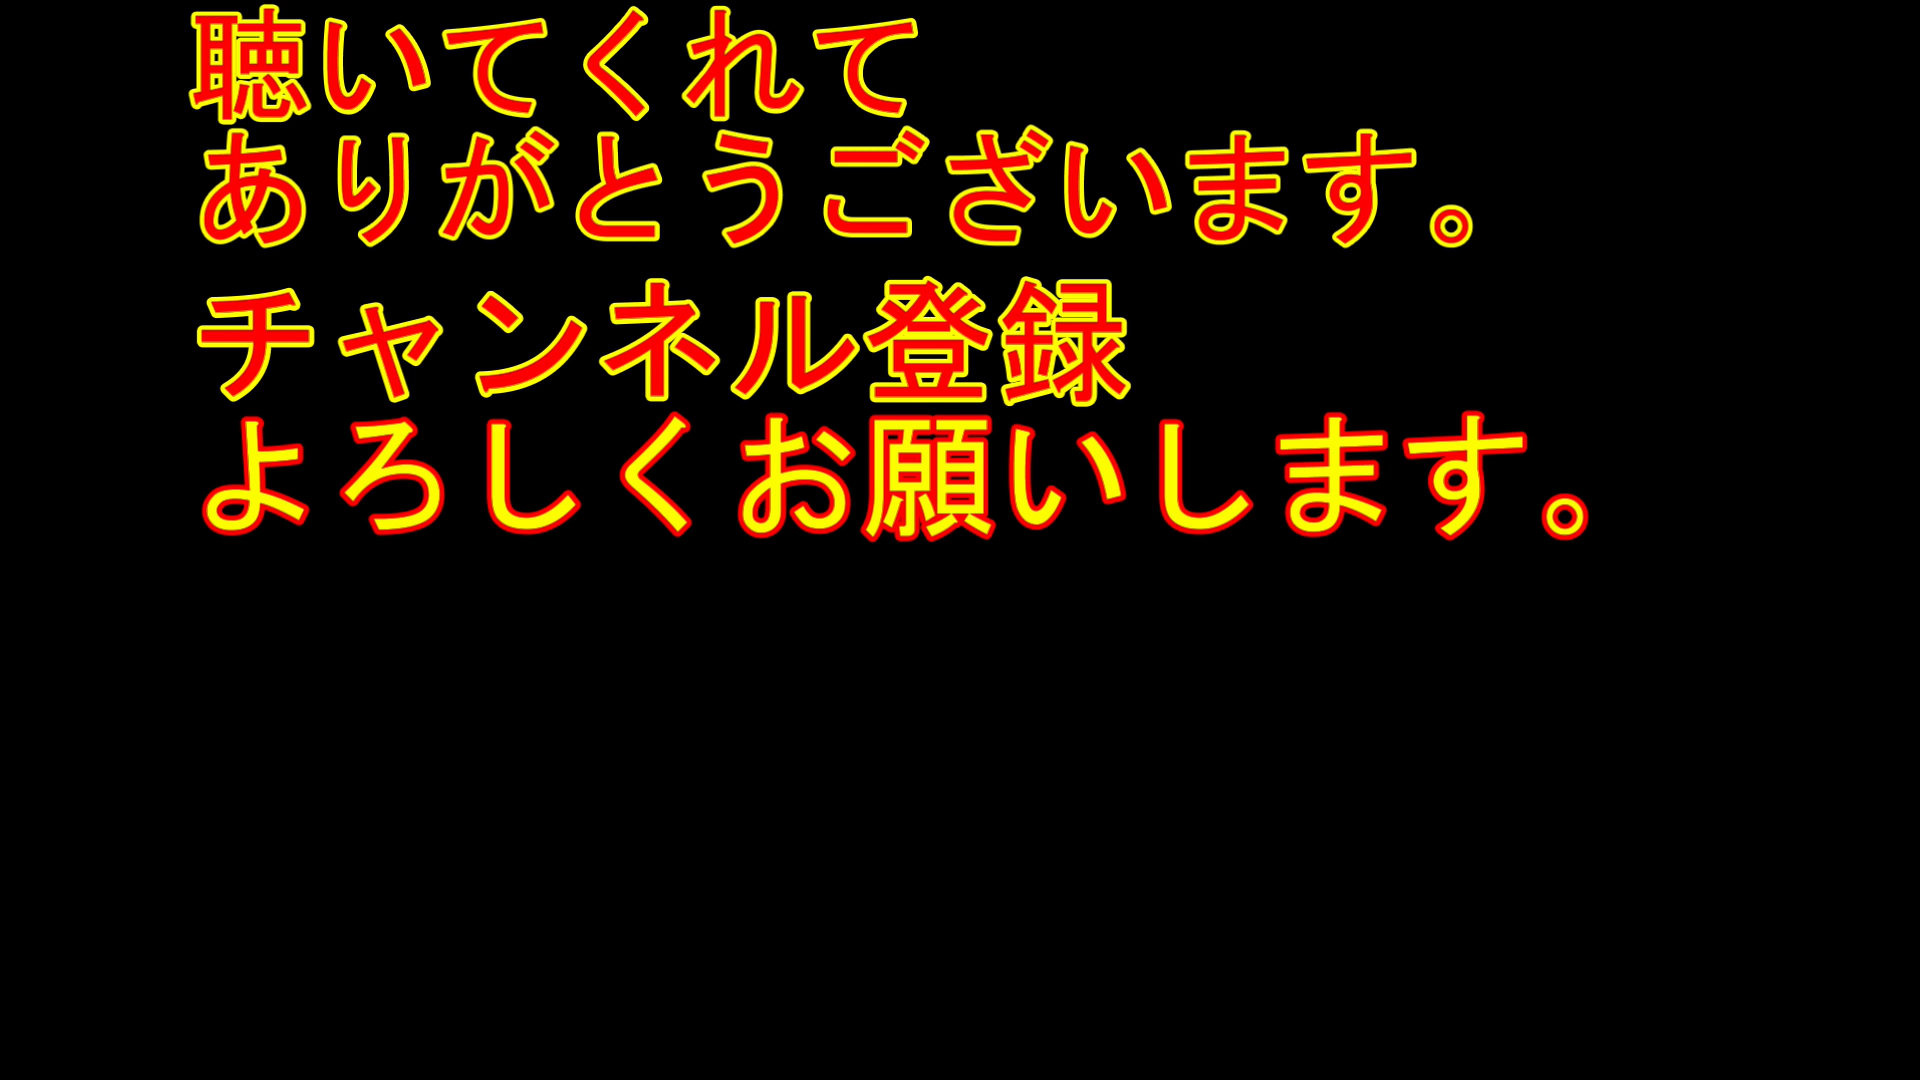 聴いてくれて
ありがとうございます。
チャンネル登録
よろしくお願いします。